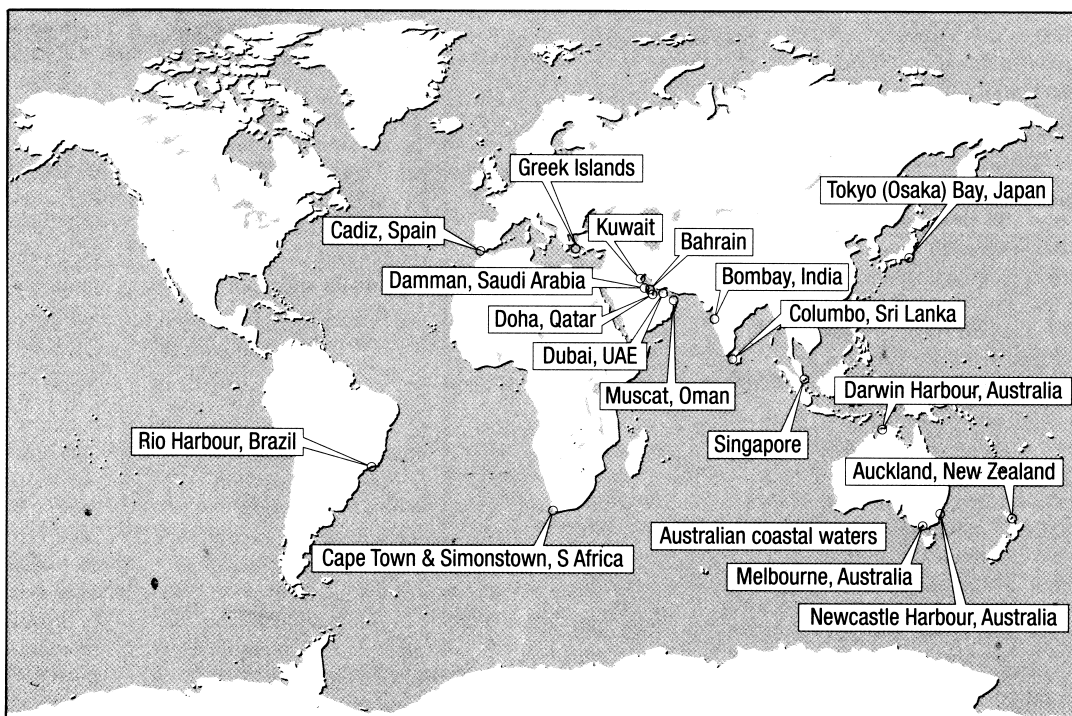 Greek Islands
Tokyo (Osaka) Bay, Japan
Cadiz, Spain
Kuwait
Bahrain
Damman, Saudi Arabia
Bombay, India
Doha, Qatar
Columbo, Sri Lanka
Dubai, UAE
Muscat, Oman
Darwin Harbour, Australia
Rio Harbour, Brazil
Singapore
Auckland, New Zealand
Australian coastal waters
Cape Town & Simonstown, S Africa
Melbourne, Australia
Newcastle Harbour, Australia